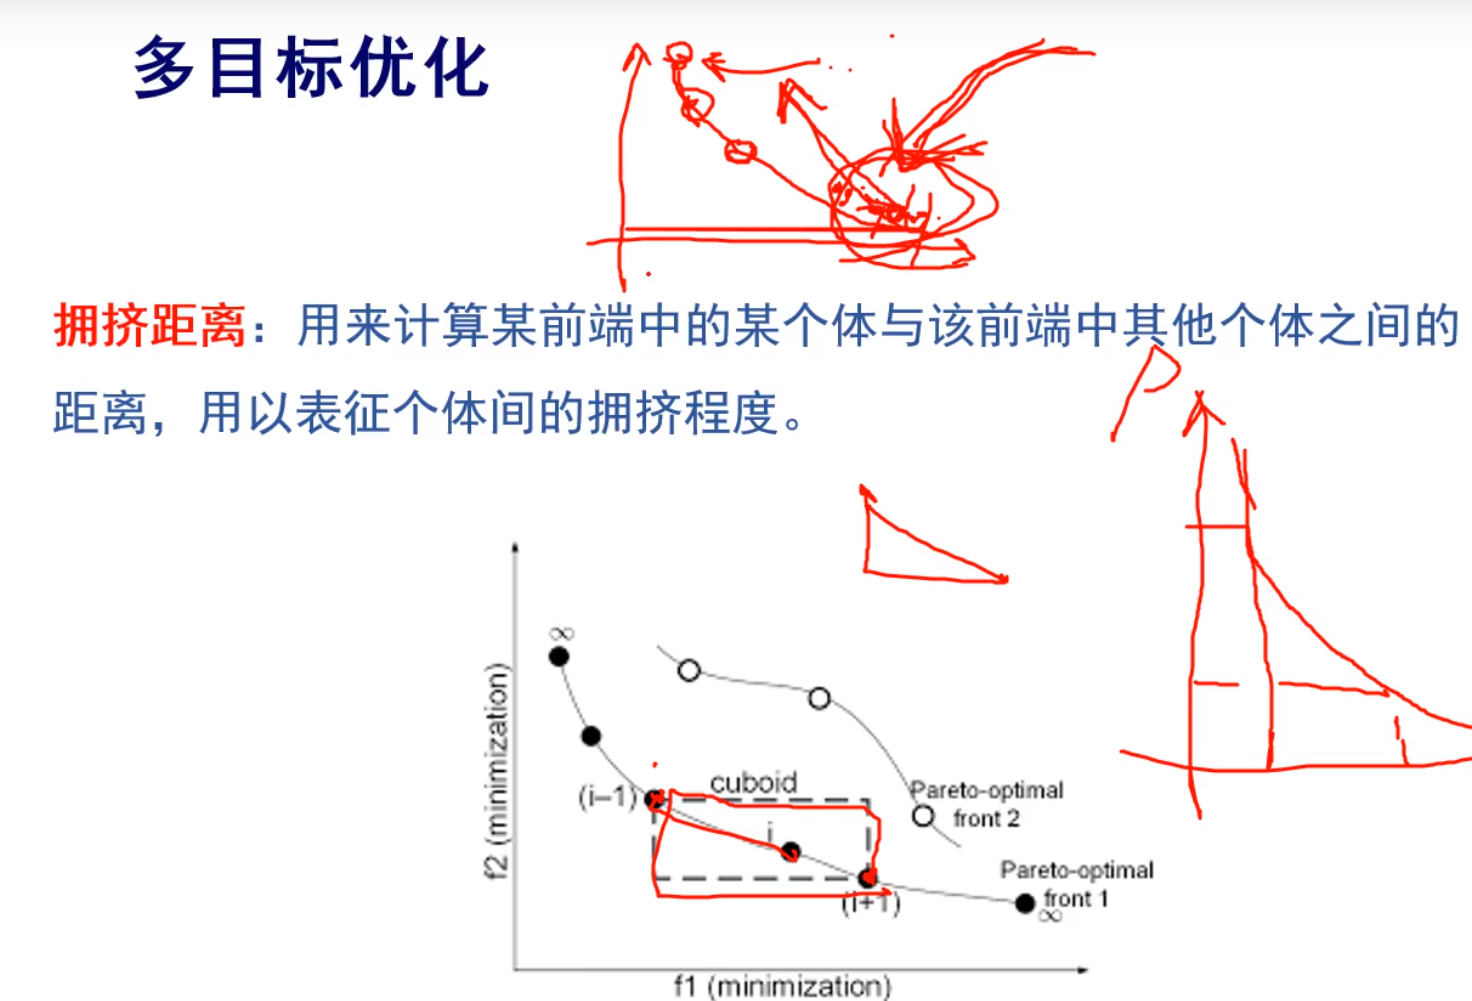 多目标优化
拥挤距离：用来计算某前端中的某个体与该前端中其他个体之间的
距离，用以表征个体间的拥挤程度。
P
∞
cuboid
(i–1)
i
(i+1)
Pareto-optimal
front 2
Pareto-optimal
front 1
∞
f2 (minimization)
f1 (minimization)